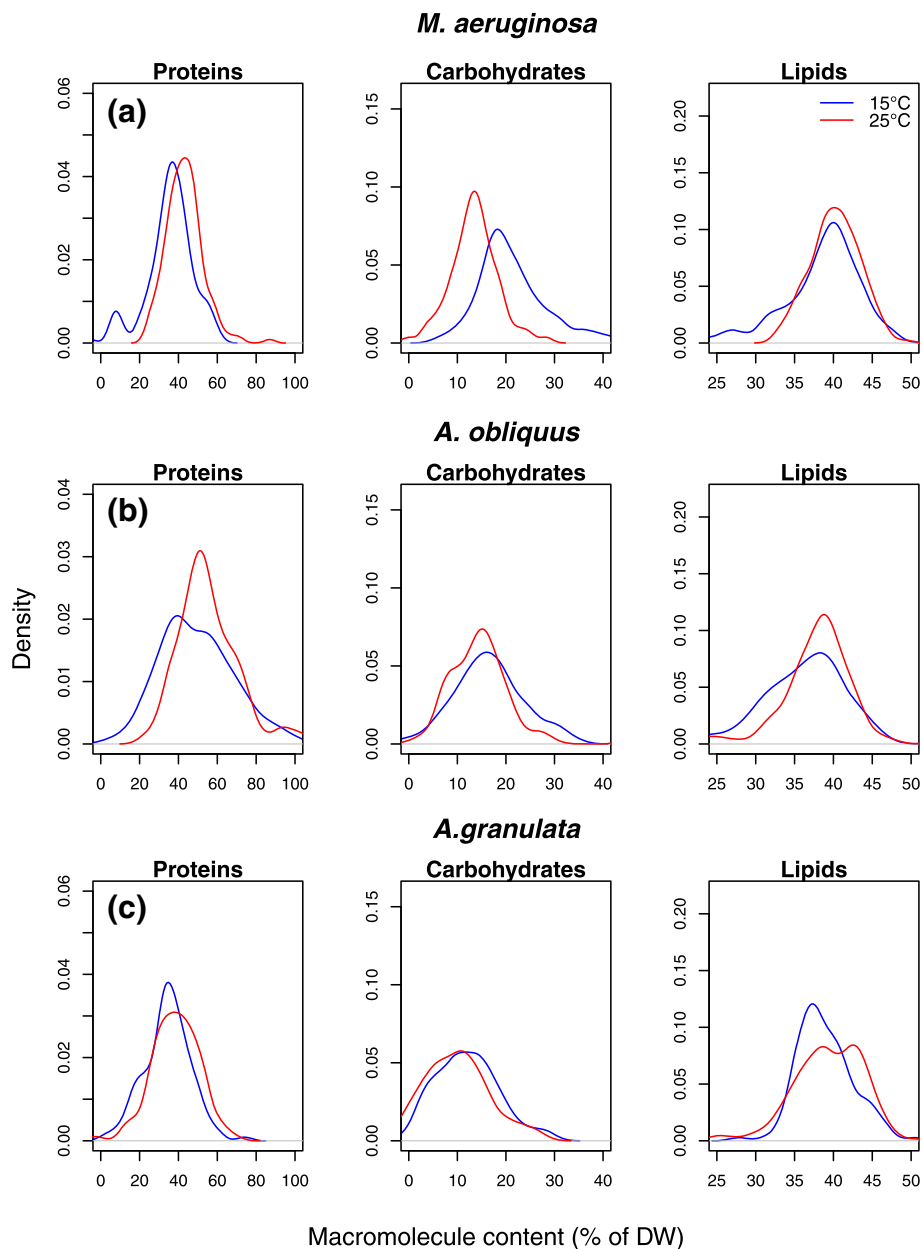 M. aeruginosa
Proteins Carbohydrates Lipids
(a)
15°C
25°C
0.00 0.02 0.04 0.06
0.00 0.05 0.10 0.15
0.00 0.05 0.10 0.15 0.20
0 20 40 60 80 100
0 10 20 30 40
25 30 35 40 45 50
A. obliquus
Proteins Carbohydrates Lipids
(b)
0.00 0.01 0.02 0.03 0.04
0.00 0.05 0.10 0.15
0.00 0.05 0.10 0.15 0.20
0 20 40 60 80 100
0 10 20 30 40
25 30 35 40 45 50
Density
A.granulata
Proteins Carbohydrates Lipids
(c)
0.00 0.02 0.04 0.06
0.00 0.05 0.10 0.15
0.00 0.05 0.10 0.15 0.20
0 20 40 60 80 100
0 10 20 30 40
25 30 35 40 45 50
Macromolecule content (% of DW)